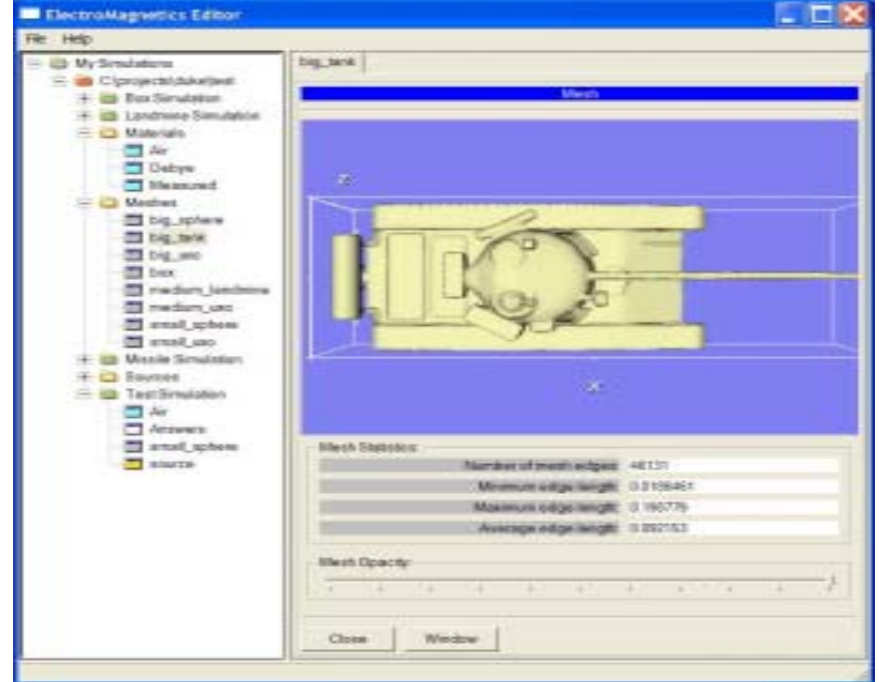 ElectroMagnetics Editor
File Help
My Simulations
C:\projects\duke\test
Box Simulation
Landmine Simulation
Materials
Air
Debye
Measured
Meshes
big_sphere
big_tank
big_uxo
box
medium_landmine
medium_uxo
small_sphere
small_uxo
Missile Simulation
Sources
Test Simulation
Air
Answers
small_sphere
source
big_tank
Mesh
Mesh Statistics:
Number of mesh edges: 46131
Minimum edge length:
Maximum edge length:
Average edge length:
Mesh Opacity:
Close Window